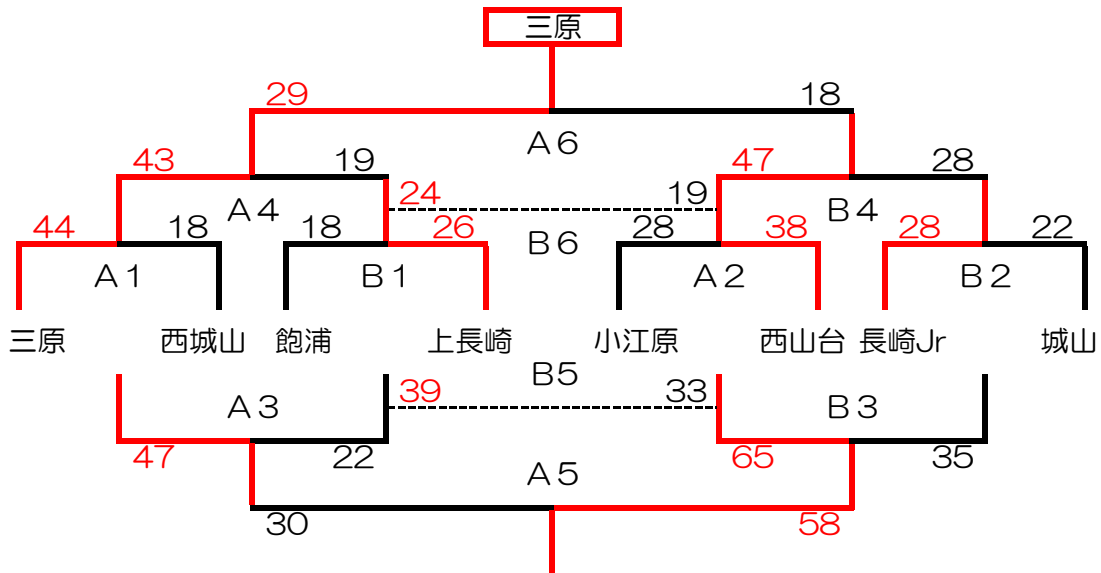 三原
29 18
A6
43 19 47 28
24 19
A4 B4
44 18 18 26 B6 28 38 28 22
A1 B1 A2 B2
三原 西城山 飽浦 上長崎 小江原 西山台 長崎Jr 城山
B5
39 33
A3 B3
47 22 65 35
A5
30 58